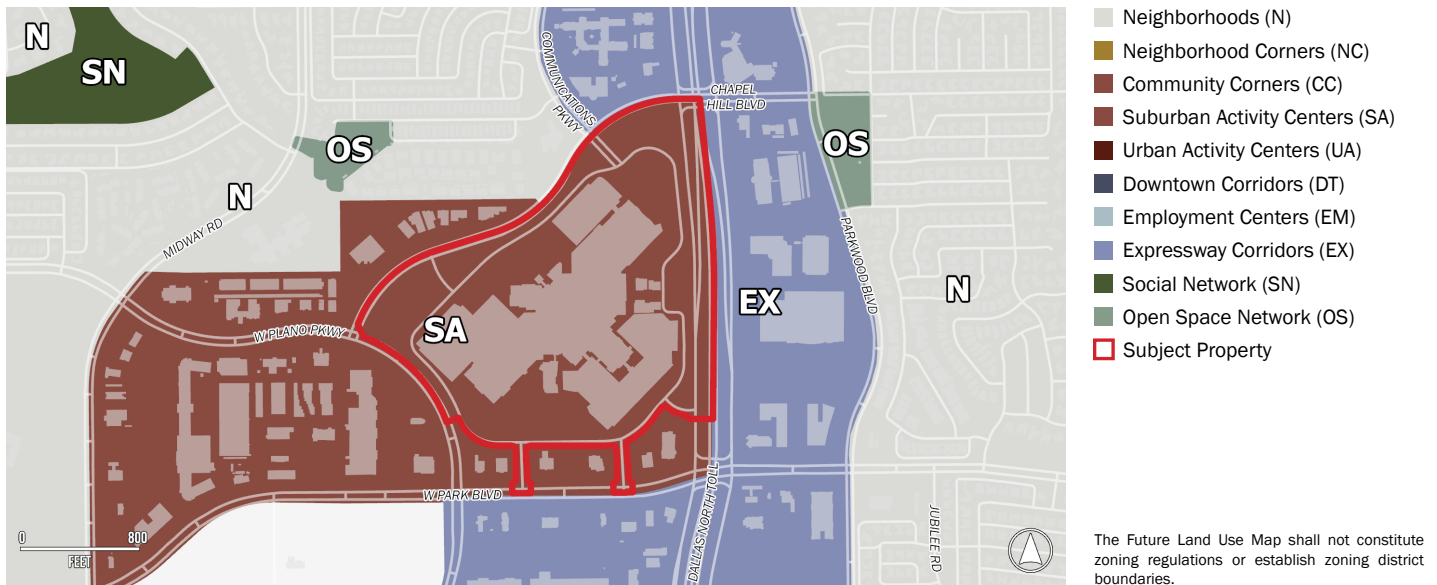 N
SN
COMMUNICATIONS
PKWY
CHAPEL
HILL BLVD
OS
OS
N
MIDWAY RD
PARKWOOD BLVD
EX
N
SA
W PLANO PKWY
W PARK BLVD
DALLAS NORTH TOLL
JUBILEE RD
0 800
FEET
Neighborhoods (N)
Neighborhood Corners (NC)
Community Corners (CC)
Suburban Activity Centers (SA)
Urban Activity Centers (UA)
Downtown Corridors (DT)
Employment Centers (EM)
Expressway Corridors (EX)
Social Network (SN)
Open Space Network (OS)
Subject Property
The Future Land Use Map shall not constitute
zoning regulations or establish zoning district
boundaries.